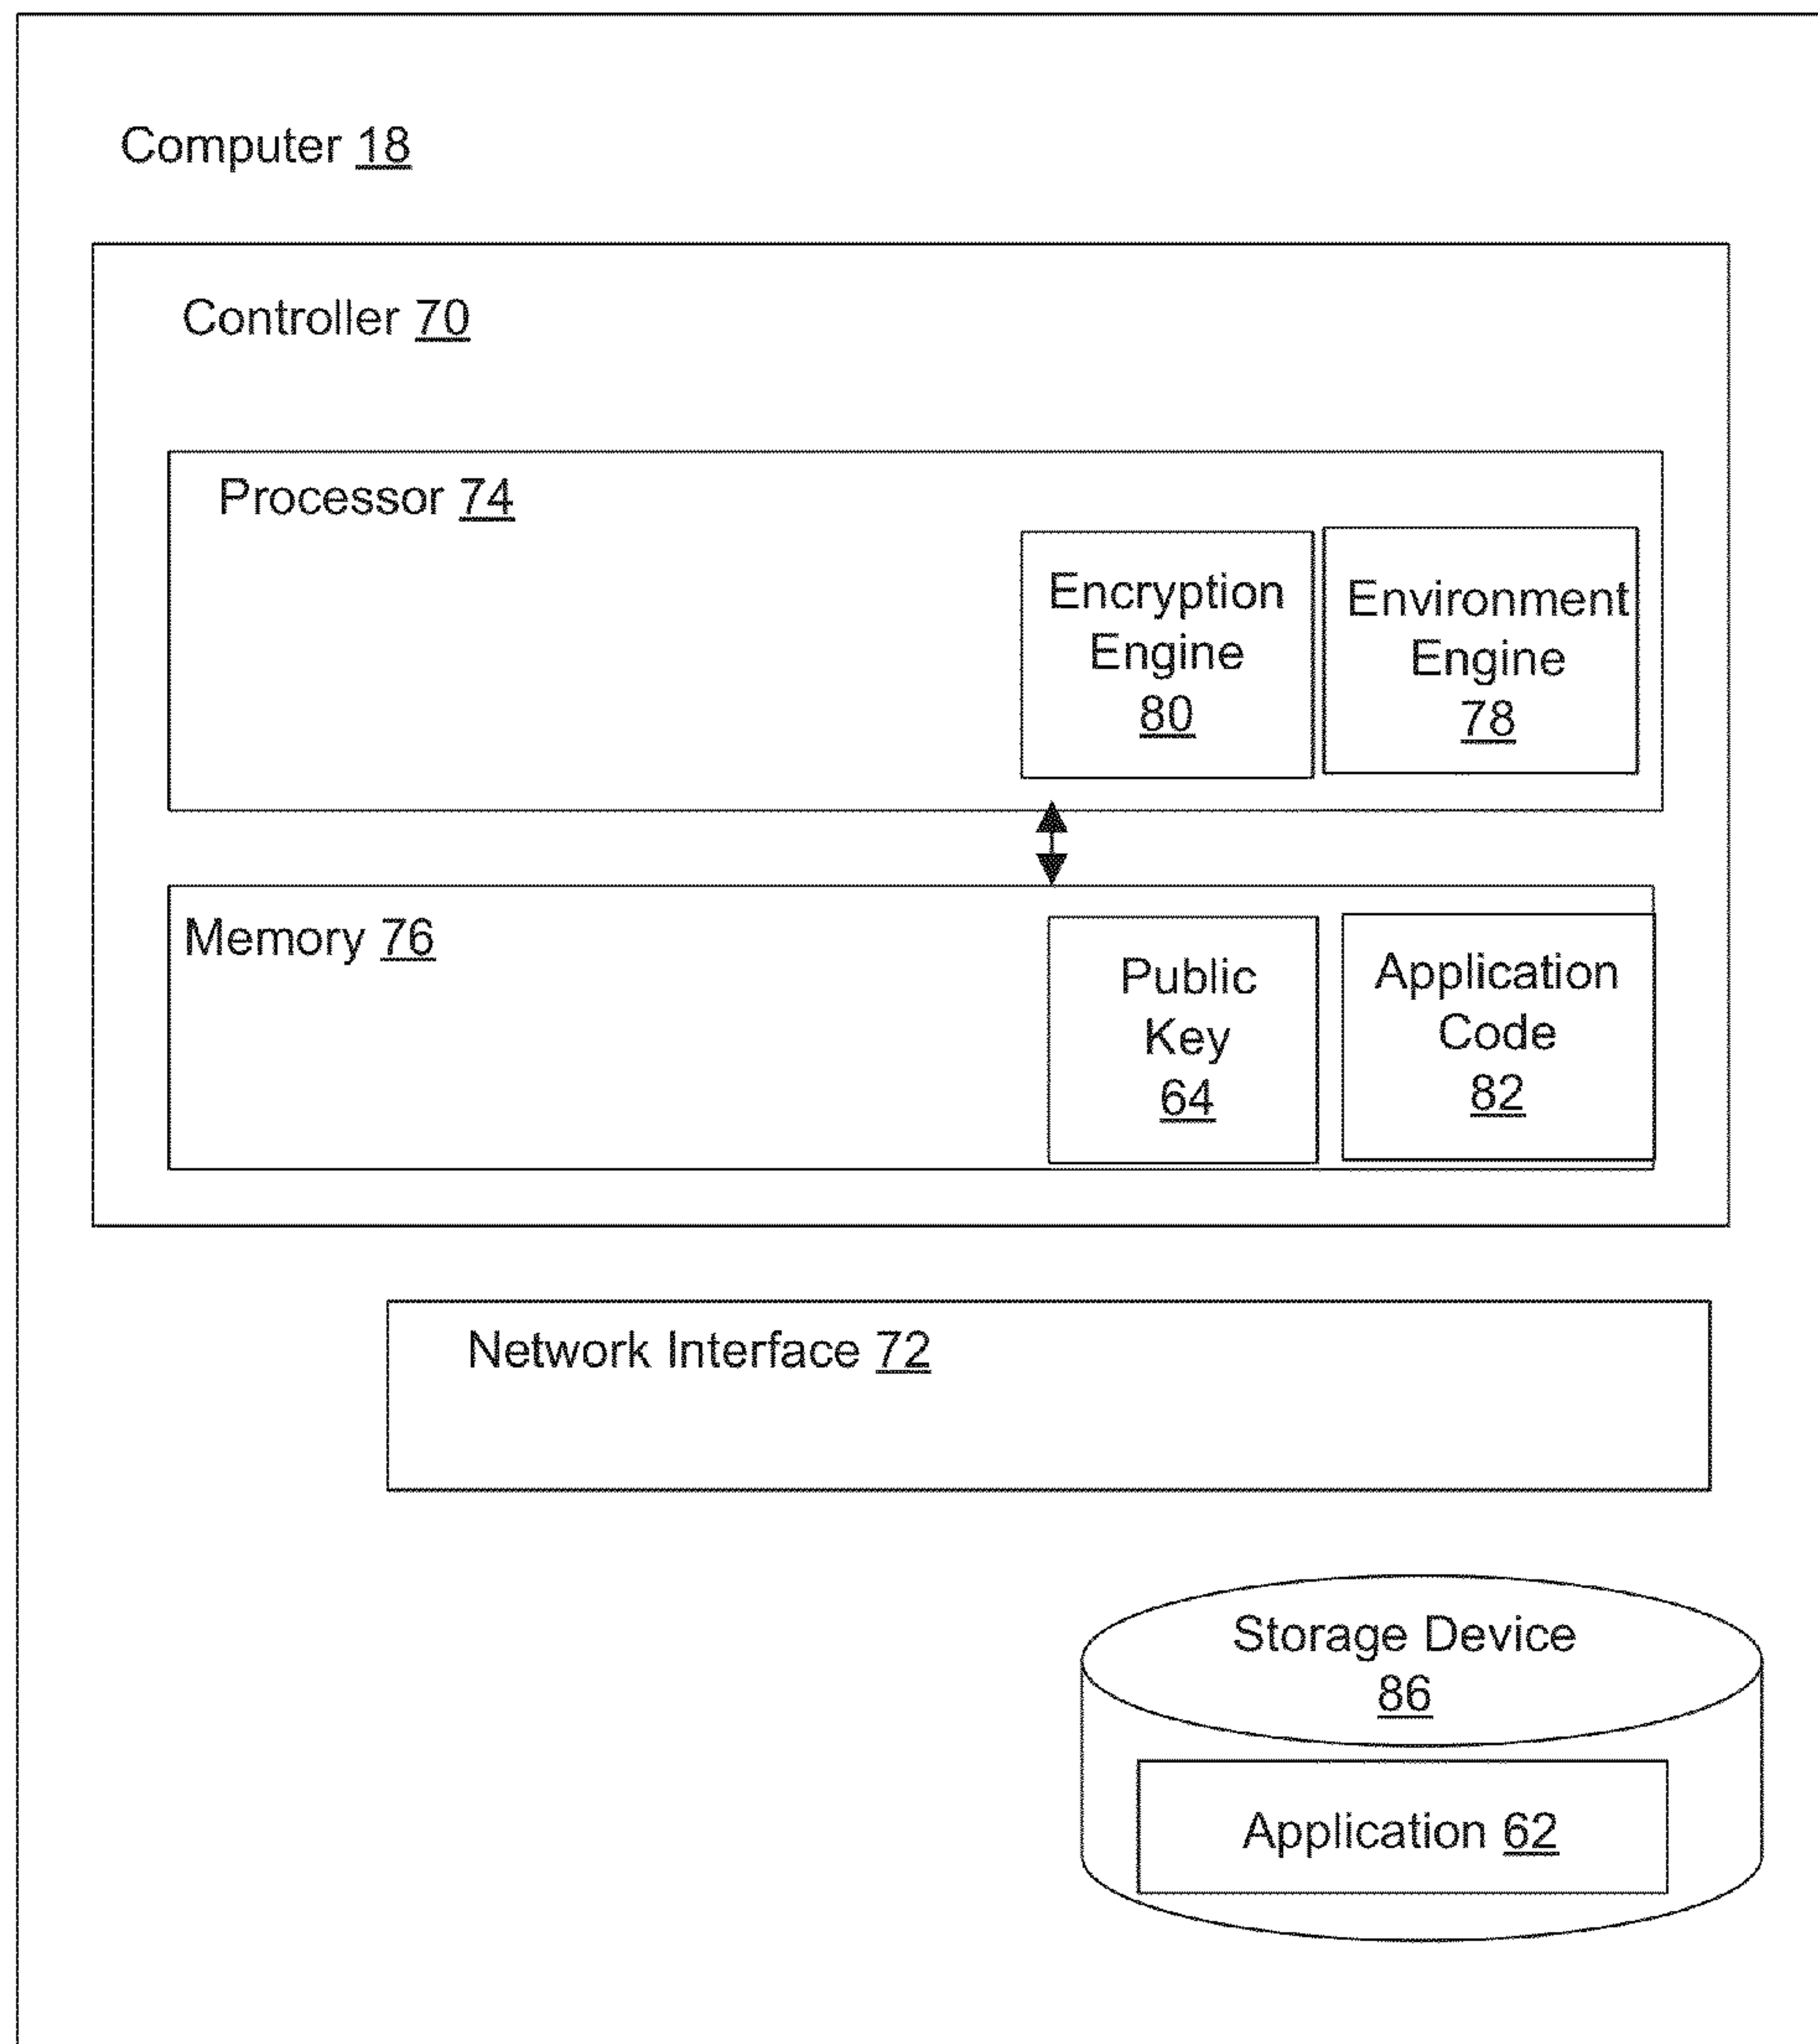 Computer 18
Controller 70
Processor 74
Encryption
Engine
80
Environment
Engine
78
Memory 76
Public
Key
64
Application
Code
82
Network Interface 72
Storage Device
86
Application 62